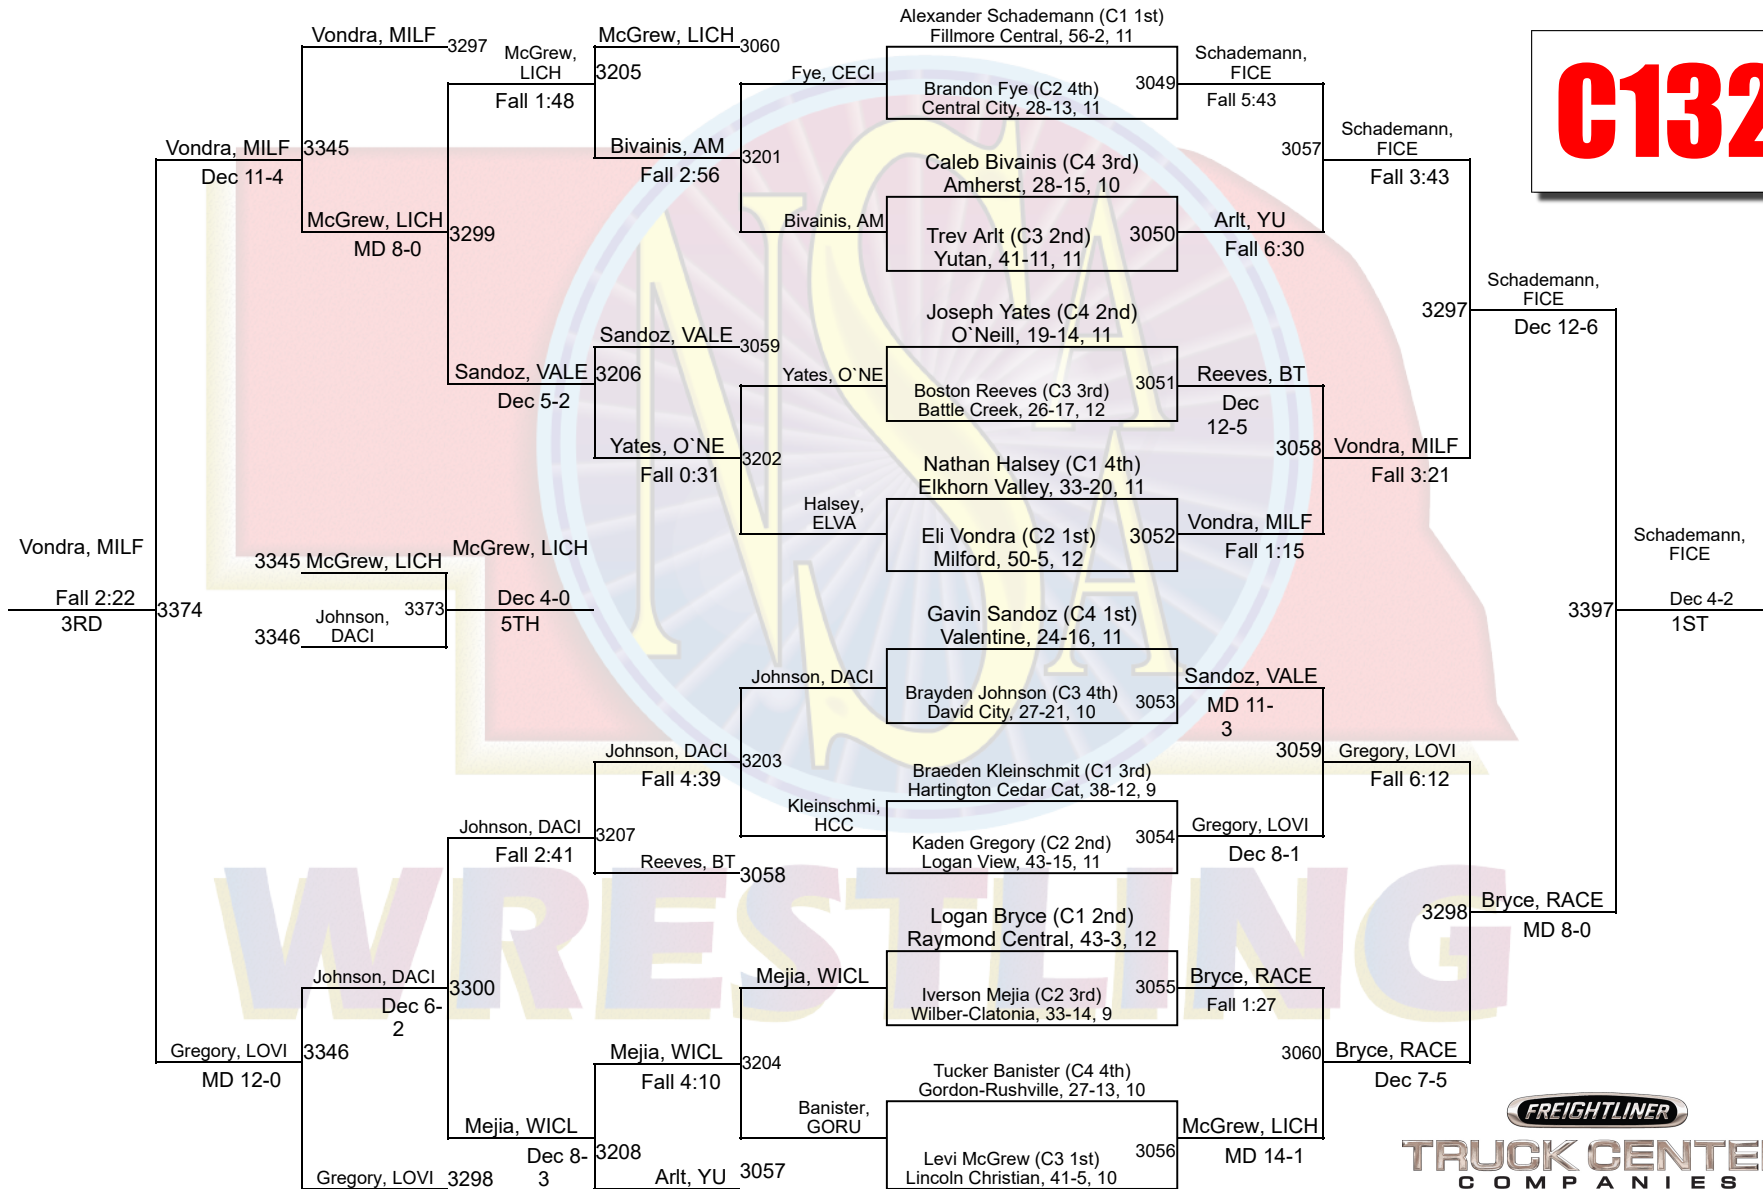 Alexander Schademann (C1 1st)
Fillmore Central, 56-2, 11
Vondra, MILF
3297
McGrew,
LICH
Fall 1:48
McGrew, LICH
3060
3205
Fye, CECI
Brandon Fye (C2 4th)
Central City, 28-13, 11
3049
Schademann,
FICE
Fall 5:43
C132
Vondra, MILF
Dec 11-4
3345
Bivainis, AM
Fall 2:56
3201
Caleb Bivainis (C4 3rd)
Amherst, 28-15, 10
3057
Schademann,
FICE
Fall 3:43
McGrew, LICH
MD 8-0
3299
Bivainis, AM
Trev Arlt (C3 2nd)
Yutan, 41-11, 11
3050
Arlt, YU
Fall 6:30
Joseph Yates (C4 2nd)
O`Neill, 19-14, 11
3297
Schademann,
FICE
Dec 12-6
Sandoz, VALE
3059
Sandoz, VALE
Dec 5-2
3206
Yates, O`NE
Boston Reeves (C3 3rd)
Battle Creek, 26-17, 12
3051
Reeves, BT
Dec
12-5
Yates, O`NE
Fall 0:31
3202
Nathan Halsey (C1 4th)
Elkhorn Valley, 33-20, 11
3058
Vondra, MILF
Fall 3:21
Halsey,
ELVA
Eli Vondra (C2 1st)
Milford, 50-5, 12
3052
Vondra, MILF
Fall 1:15
Vondra, MILF
Fall 2:22
3RD
3374
3345
McGrew, LICH
McGrew, LICH
Johnson,
DACI
3346
3373
Dec 4-0
5TH
Schademann,
FICE
3397
Dec 4-2
1ST
NSAA
Gavin Sandoz (C4 1st)
Valentine, 24-16, 11
Johnson, DACI
Brayden Johnson (C3 4th)
David City, 27-21, 10
3053
Sandoz, VALE
MD 11-
3
Johnson, DACI
Fall 4:39
3203
Braeden Kleinschmit (C1 3rd)
Hartington Cedar Cat, 38-12, 9
3059
Gregory, LOVI
Fall 6:12
Johnson, DACI
Fall 2:41
3207
Kleinschmi,
HCC
Kaden Gregory (C2 2nd)
Logan View, 43-15, 11
3054
Gregory, LOVI
Dec 8-1
Reeves, BT
3058
WRESTLING
Logan Bryce (C1 2nd)
Raymond Central, 43-3, 12
3298
Bryce, RACE
MD 8-0
Johnson, DACI
Dec 6-
2
3300
Mejia, WICL
Iverson Mejia (C2 3rd)
Wilber-Clatonia, 33-14, 9
3055
Bryce, RACE
Fall 1:27
Gregory, LOVI
MD 12-0
3346
Mejia, WICL
Fall 4:10
3204
Tucker Banister (C4 4th)
Gordon-Rushville, 27-13, 10
3060
Bryce, RACE
Dec 7-5
Mejia, WICL
Dec 8-
3
3208
Banister,
GORU
Levi McGrew (C3 1st)
Lincoln Christian, 41-5, 10
3056
McGrew, LICH
MD 14-1
Gregory, LOVI
3298
Arlt, YU
3057
FREIGHTLINER
TRUCK CENTE
COMPANIES